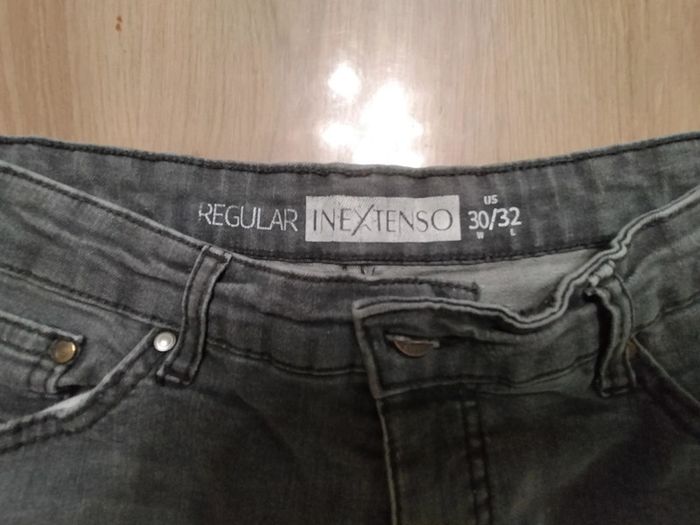 REGULAR INEXTENSO US 30/32
W L